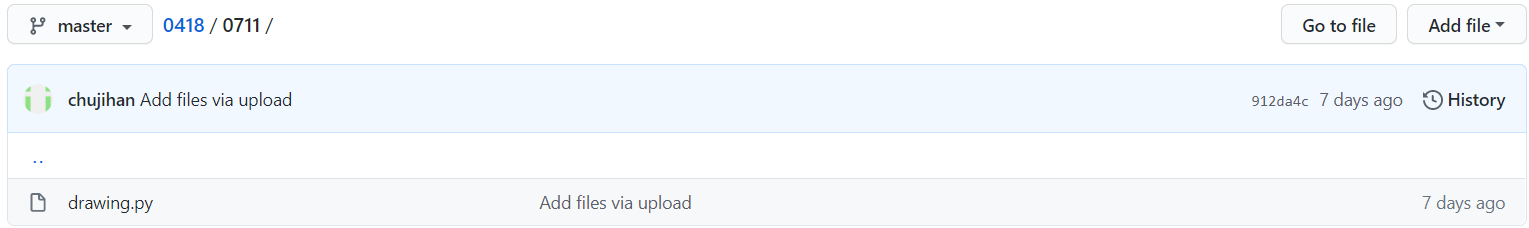 master 0418 / 0711 / Go to file Add file
chujihan Add files via upload 912da4c 7 days ago History
..
drawing.py Add files via upload 7 days ago